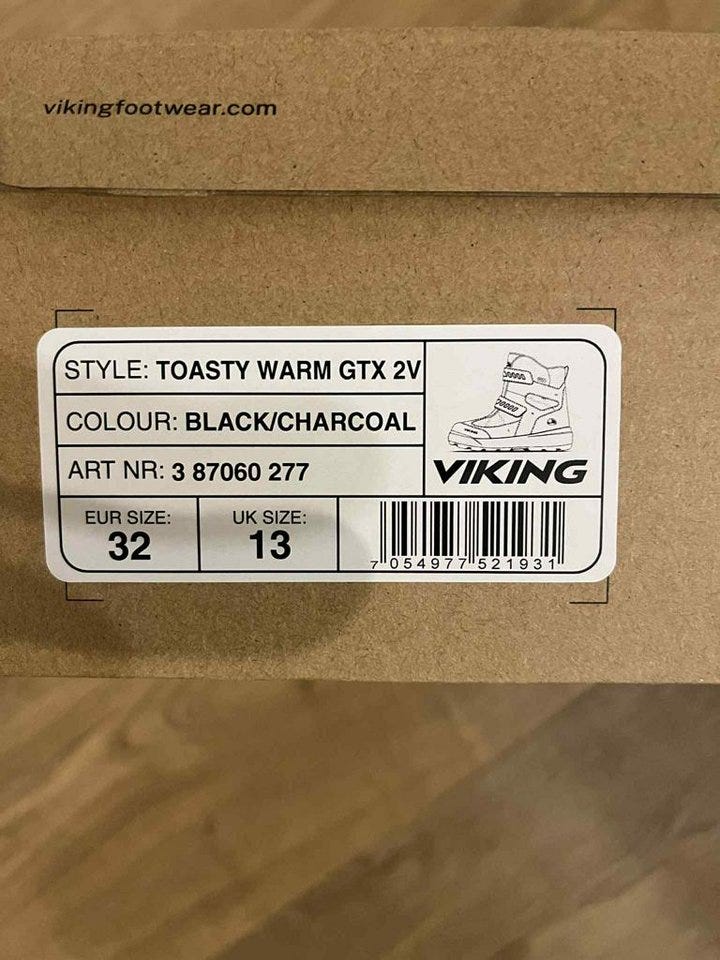 vikingfootwear.com
STYLE: TOASTY WARM GTX 2V
COLOUR: BLACK/CHARCOAL
ART NR: 3 87060 277
VIKING
EUR SIZE:
32
UK SIZE:
13
7 054977 521931